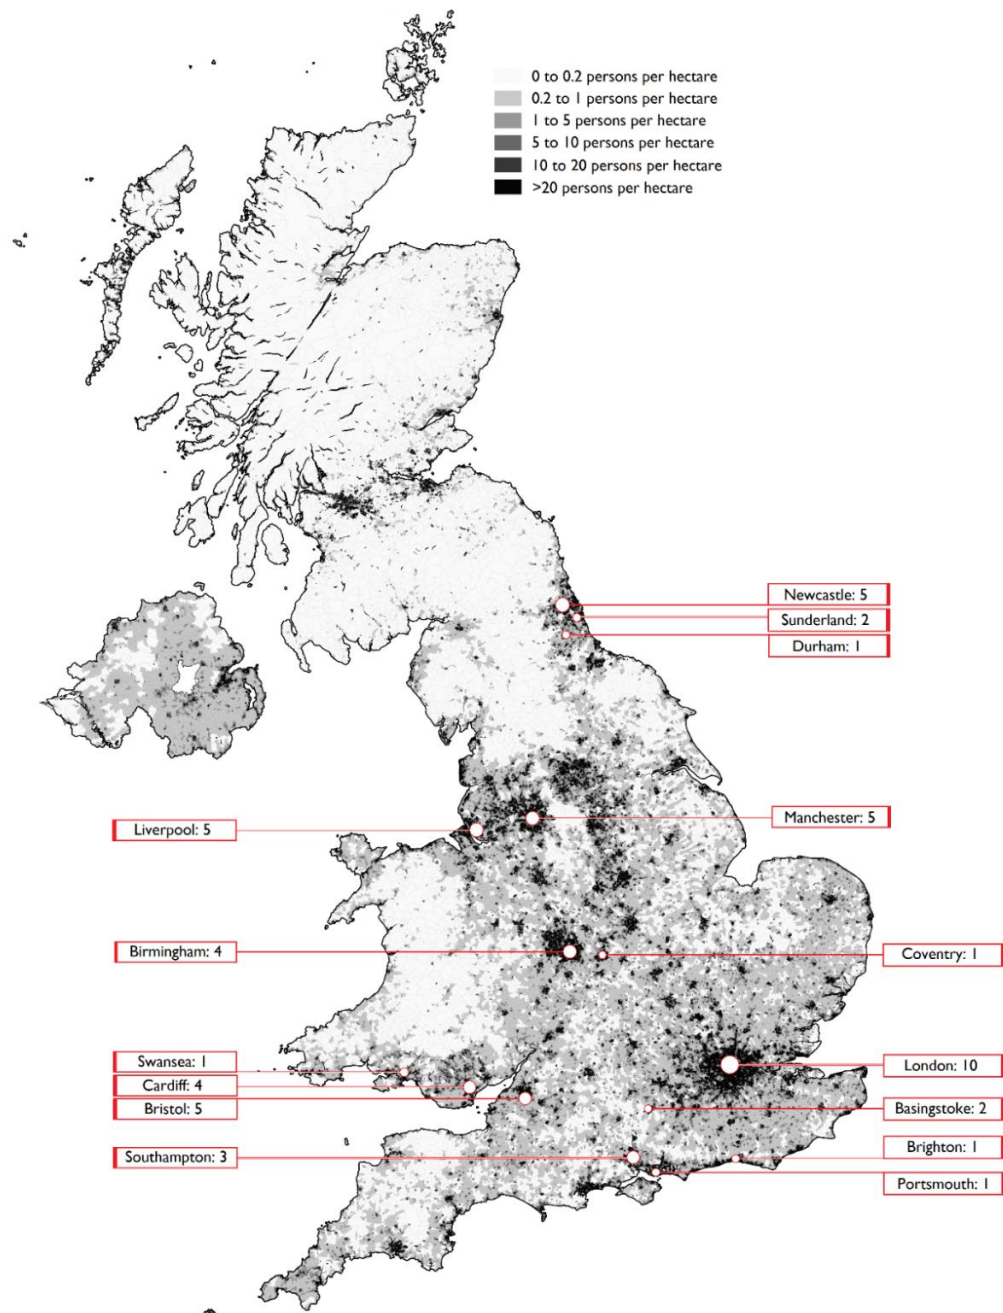 0 to 0.2 persons per hectare
0.2 to 1 persons per hectare
1 to 5 persons per hectare
5 to 10 persons per hectare
10 to 20 persons per hectare
>20 persons per hectare
Newcastle: 5
Sunderland: 2
Durham: 1
Liverpool: 5
Manchester: 5
Birmingham: 4
Coventry: 1
Swansea: 1
Cardiff: 4
Bristol: 5
Southampton: 3
London: 10
Basingstoke: 2
Brighton: 1
Portsmouth: 1